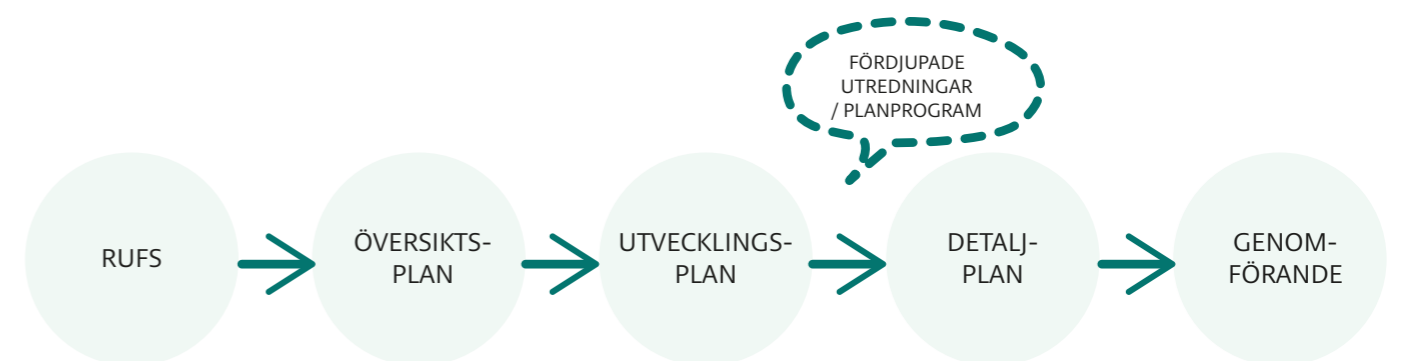 FÖRDJUPADE
UTREDNINGAR
/ PLANPROGRAM
RUFS
ÖVERSIKTS-
PLAN
UTVECKLINGS-
PLAN
DETALJ-
PLAN
GENOM-
FÖRANDE